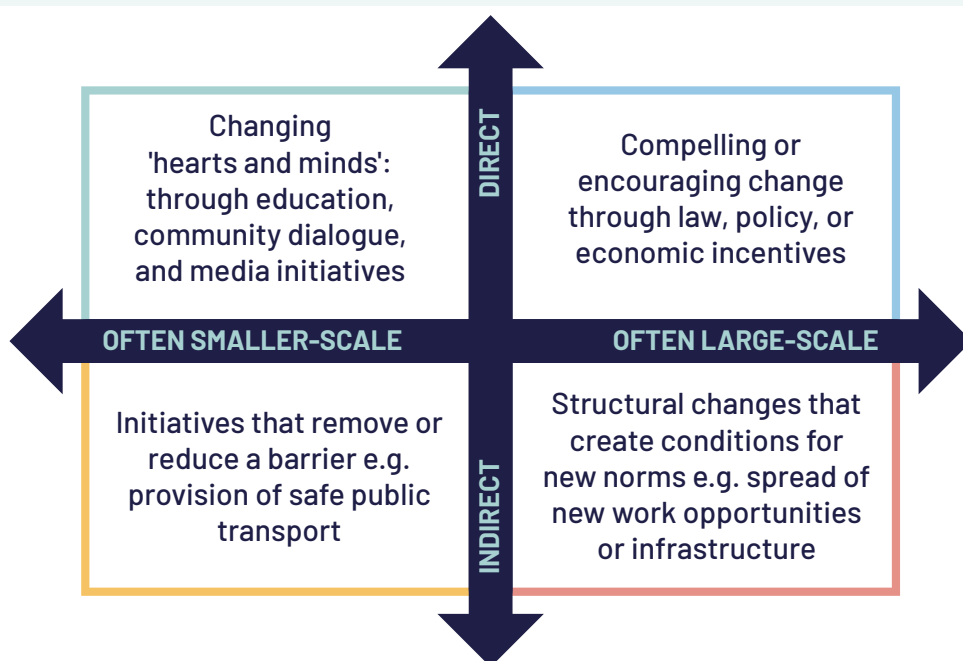 Changing
'hearts and minds':
through education,
community dialogue,
and media initiatives
DIRECT
Compelling or
encouraging change
through law, policy, or
economic incentives
OFTEN SMALLER-SCALE
OFTEN LARGE-SCALE
Initiatives that remove or
reduce a barrier e.g.
provision of safe public
transport
INDIRECT
Structural changes that
create conditions for
new norms e.g. spread of
new work opportunities
or infrastructure